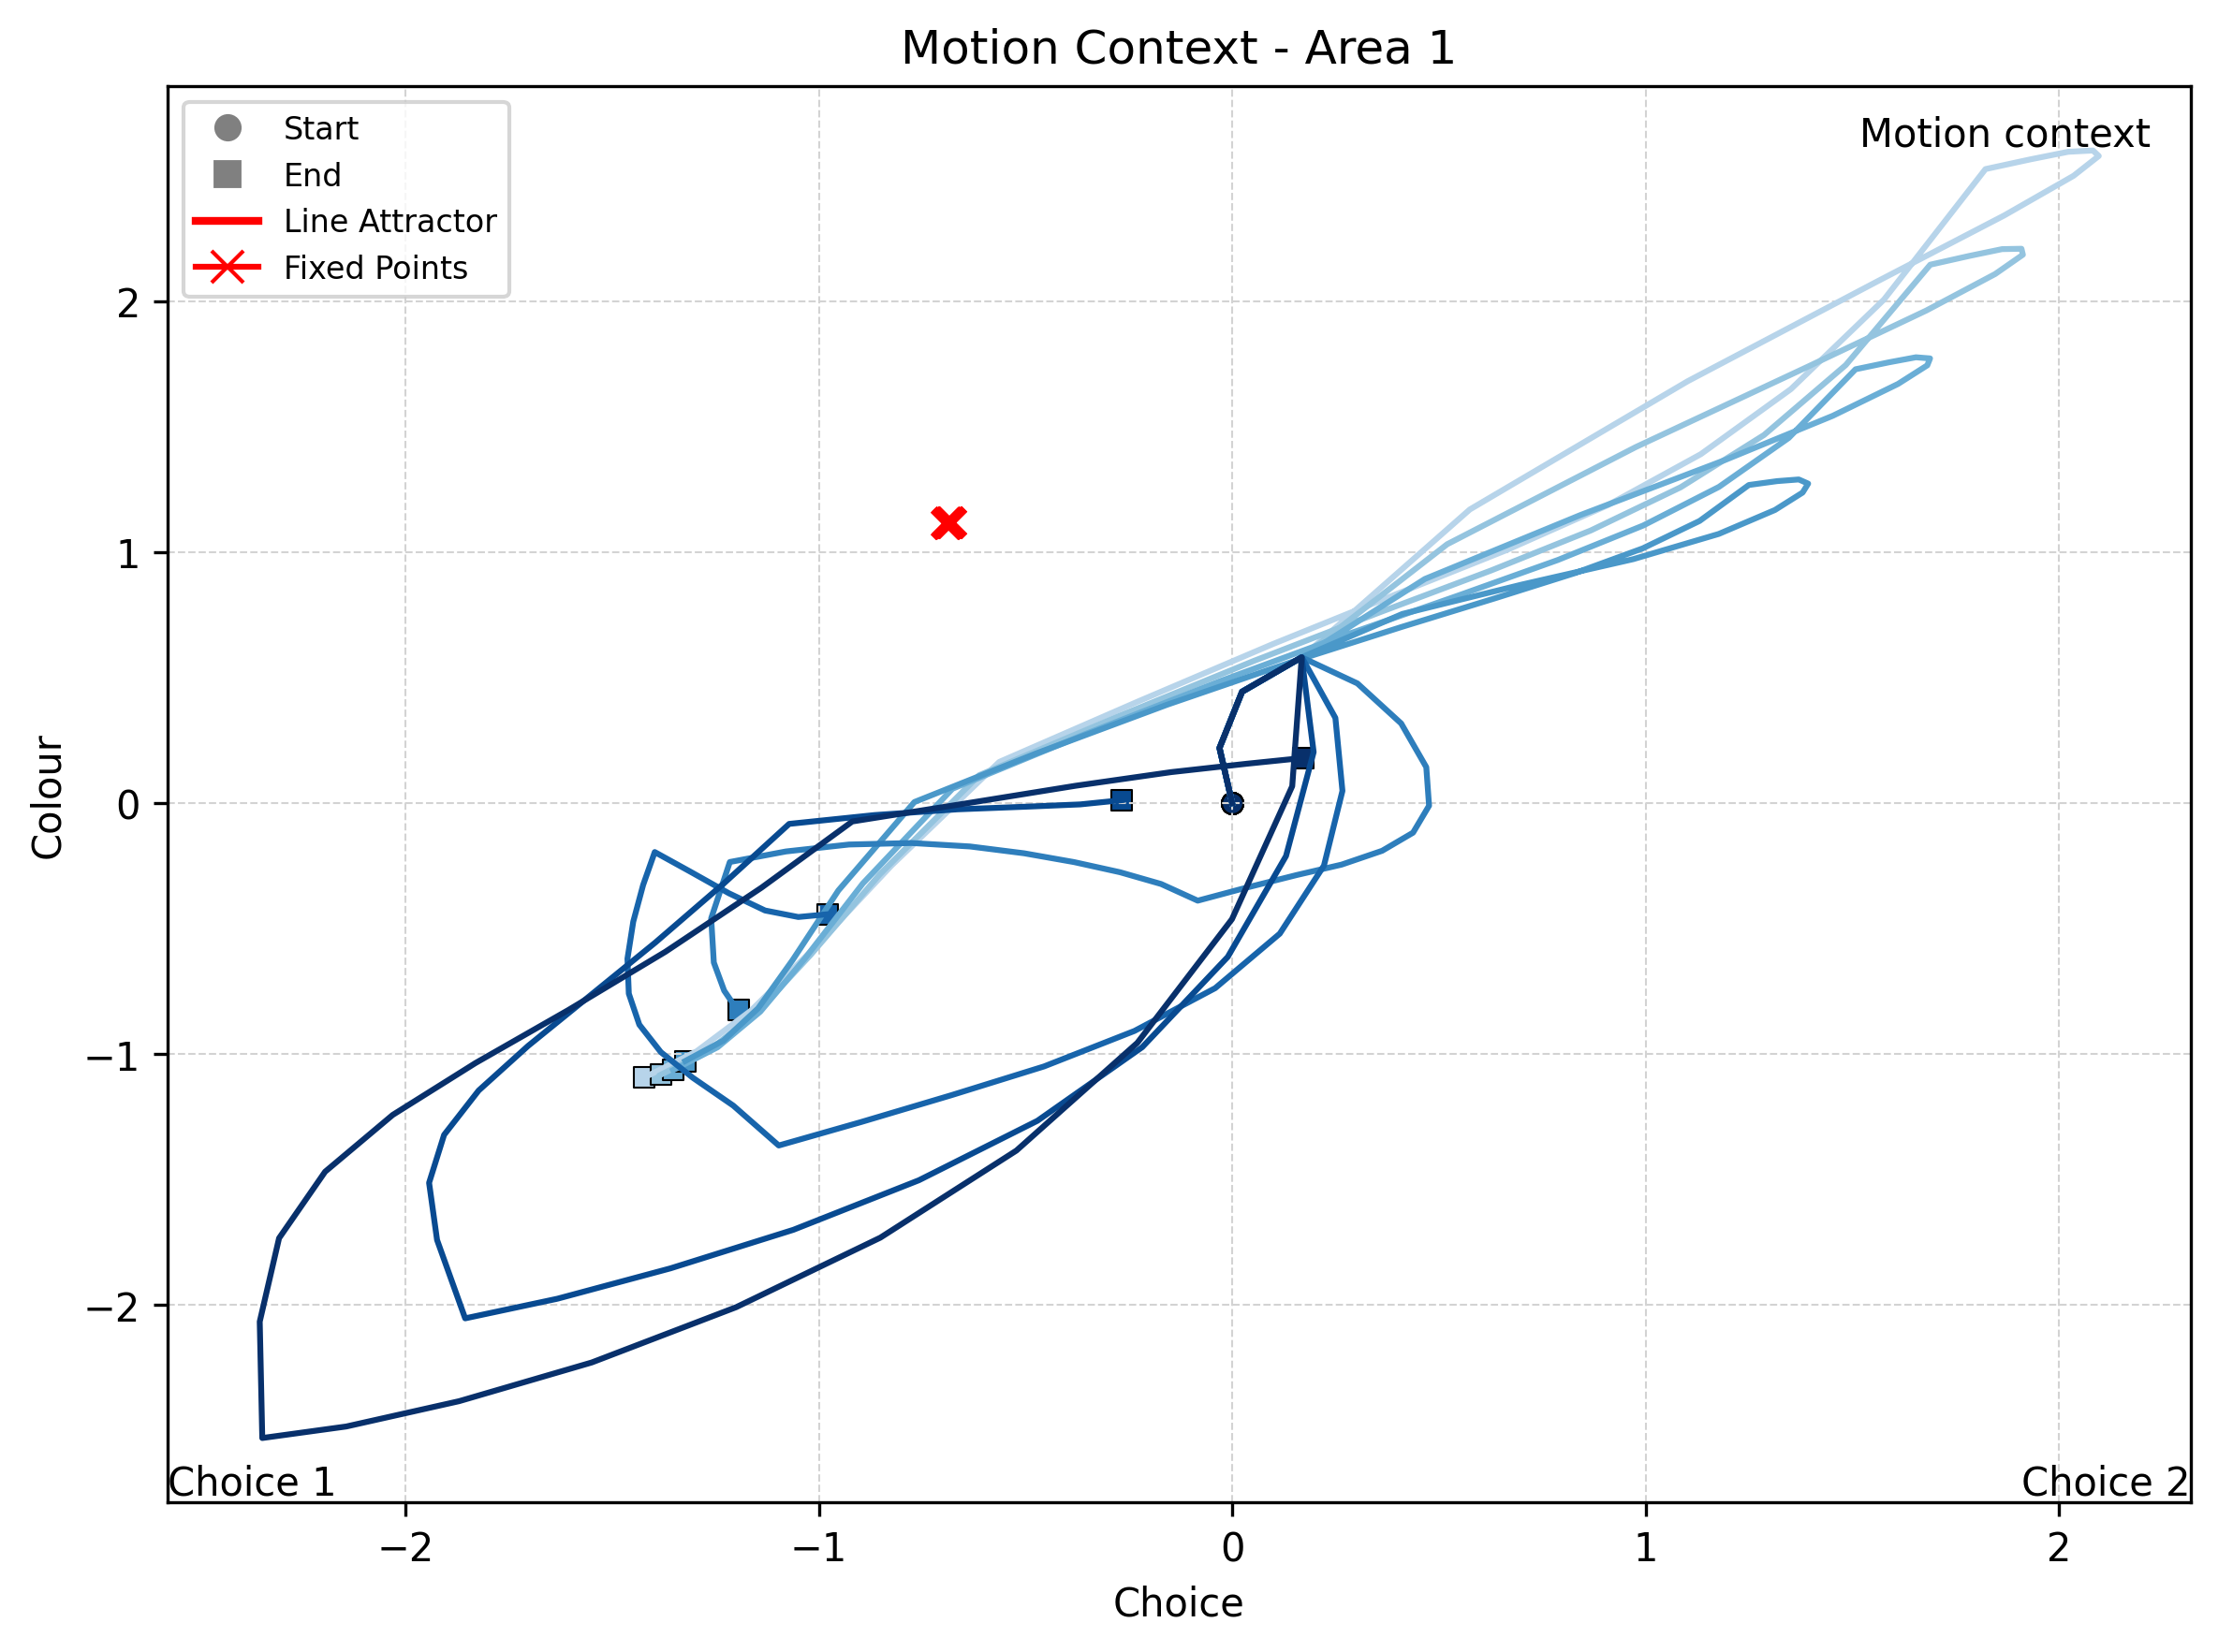 Motion Context - Area 1
Start
End
Line Attractor
Fixed Points
Motion context
2
1
0
−1
−2
Colour
Choice 1
Choice 2
−2
−1
0
1
2
Choice